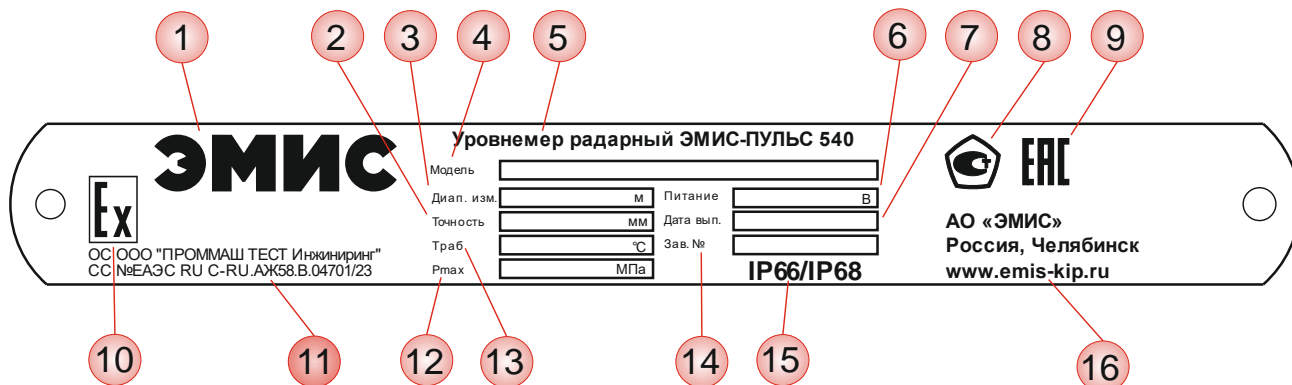 1 2 3 4 5 6 7 8 9
ЭМИС
Уровнемер радарный ЭМИС-ПУЛЬС 540
Модель
Диап. изм. м Питание В
Точность мм Дата вып.
Траб °С Зав. №
Pmax МПа IP66/IP68
Ex
ОС ООО "ПРОММАШ ТЕСТ Инжиниринг"
СС №ЕАЭС RU C-RU.АЖ58.В.04701/23
ЕАС
АО «ЭМИС»
Россия, Челябинск
www.emis-kip.ru
10 11 12 13 14 15 16